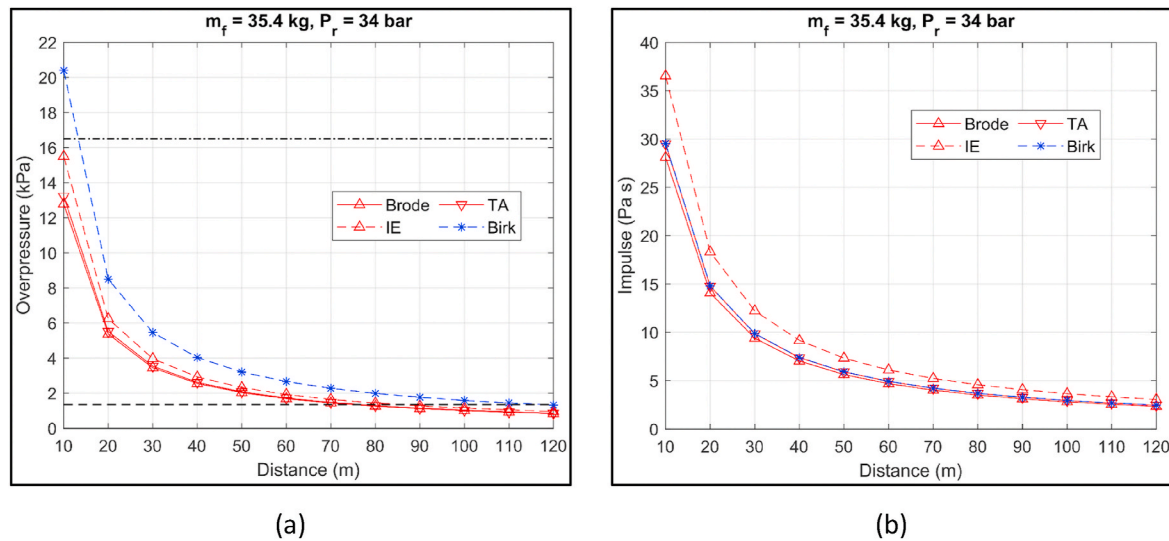 m_f = 35.4 kg, P_r = 34 bar
22
20
18
16
14
12
10
8
6
4
2
0
Overpressure (kPa)
Brode TA
IE Birk
10 20 30 40 50 60 70 80 90 100 110 120
Distance (m)
(a)
m_f = 35.4 kg, P_r = 34 bar
40
35
30
25
20
15
10
5
0
Impulse (Pa s)
Brode TA
IE Birk
10 20 30 40 50 60 70 80 90 100 110 120
Distance (m)
(b)